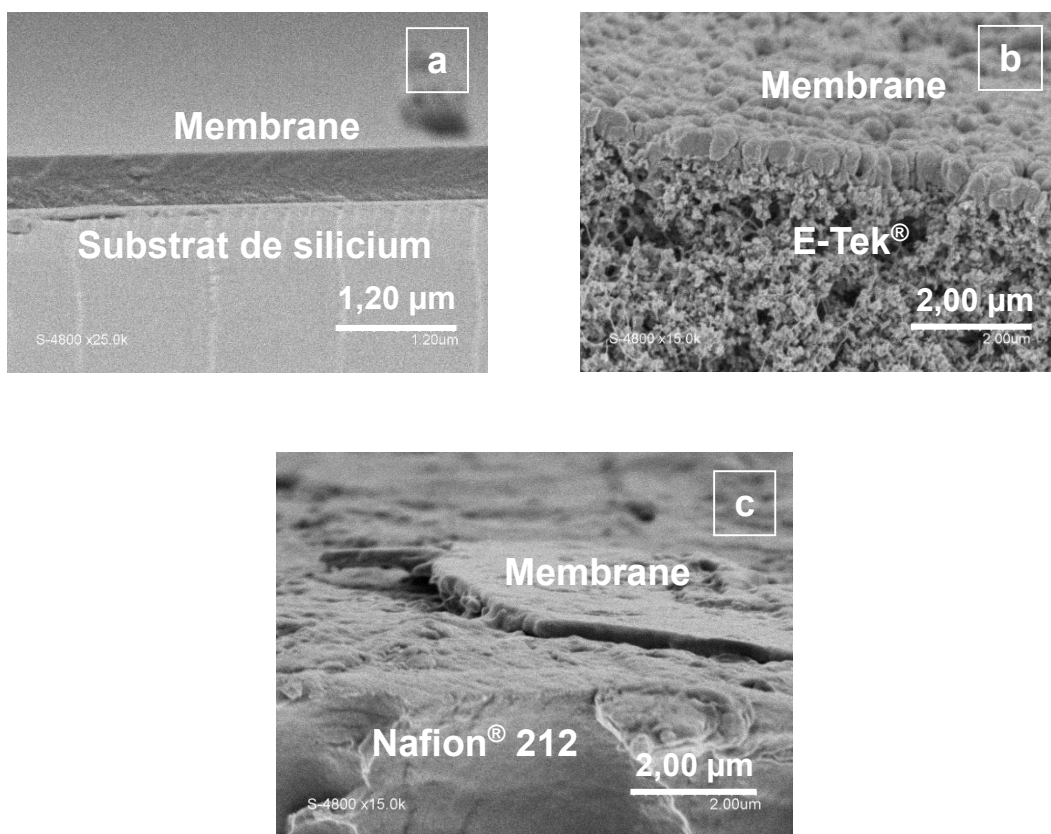 a
Membrane
Substrat de silicium
1,20 µm
S-4800 x25.0k
1.20um
b
Membrane
E-Tek®
2,00 µm
S-4800 x15.0k
2.00um
c
Membrane
Nafion® 212
2,00 µm
S-4800 x15.0k
2.00um